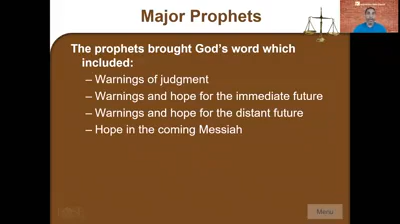 Major Prophets
The prophets brought God's word which
included:
– Warnings of judgment
– Warnings and hope for the immediate future
– Warnings and hope for the distant future
– Hope in the coming Messiah
Menu